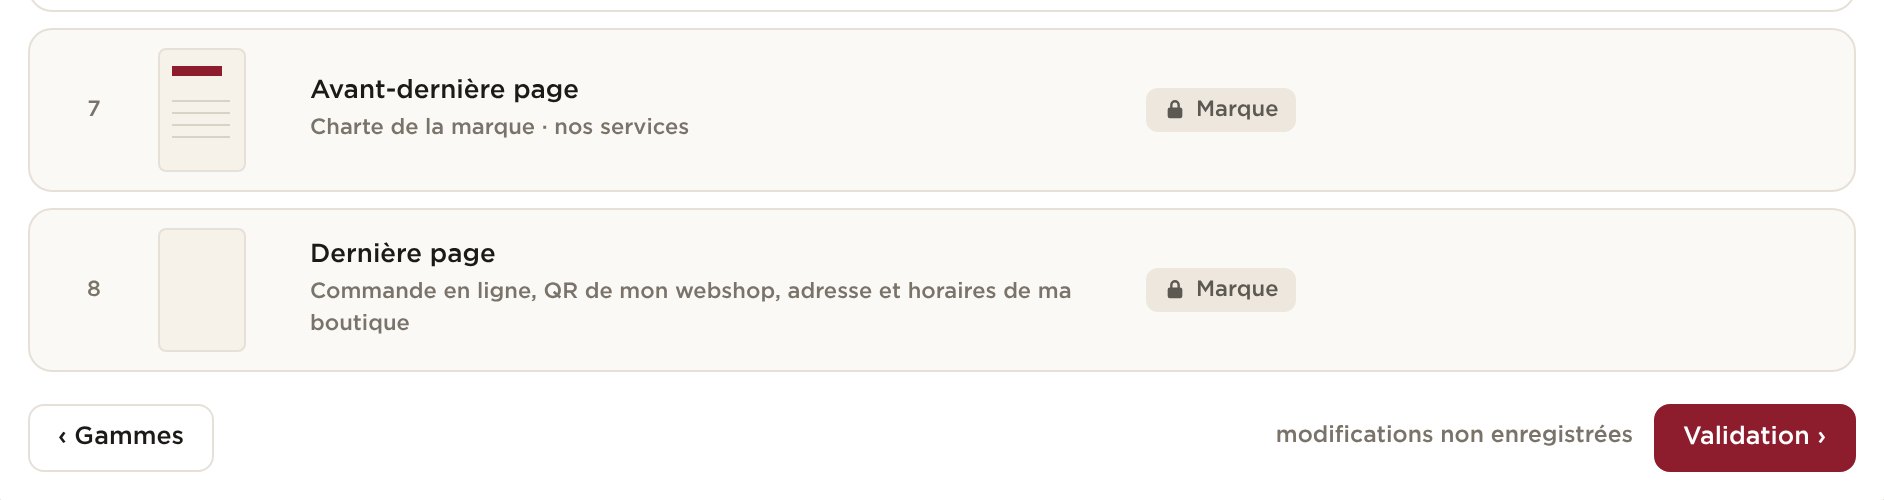 7
Avant-dernière page
Charte de la marque · nos services
Marque
8
Dernière page
Commande en ligne, QR de mon webshop, adresse et horaires de ma
boutique
Marque
‹ Gammes
modifications non enregistrées
Validation ›